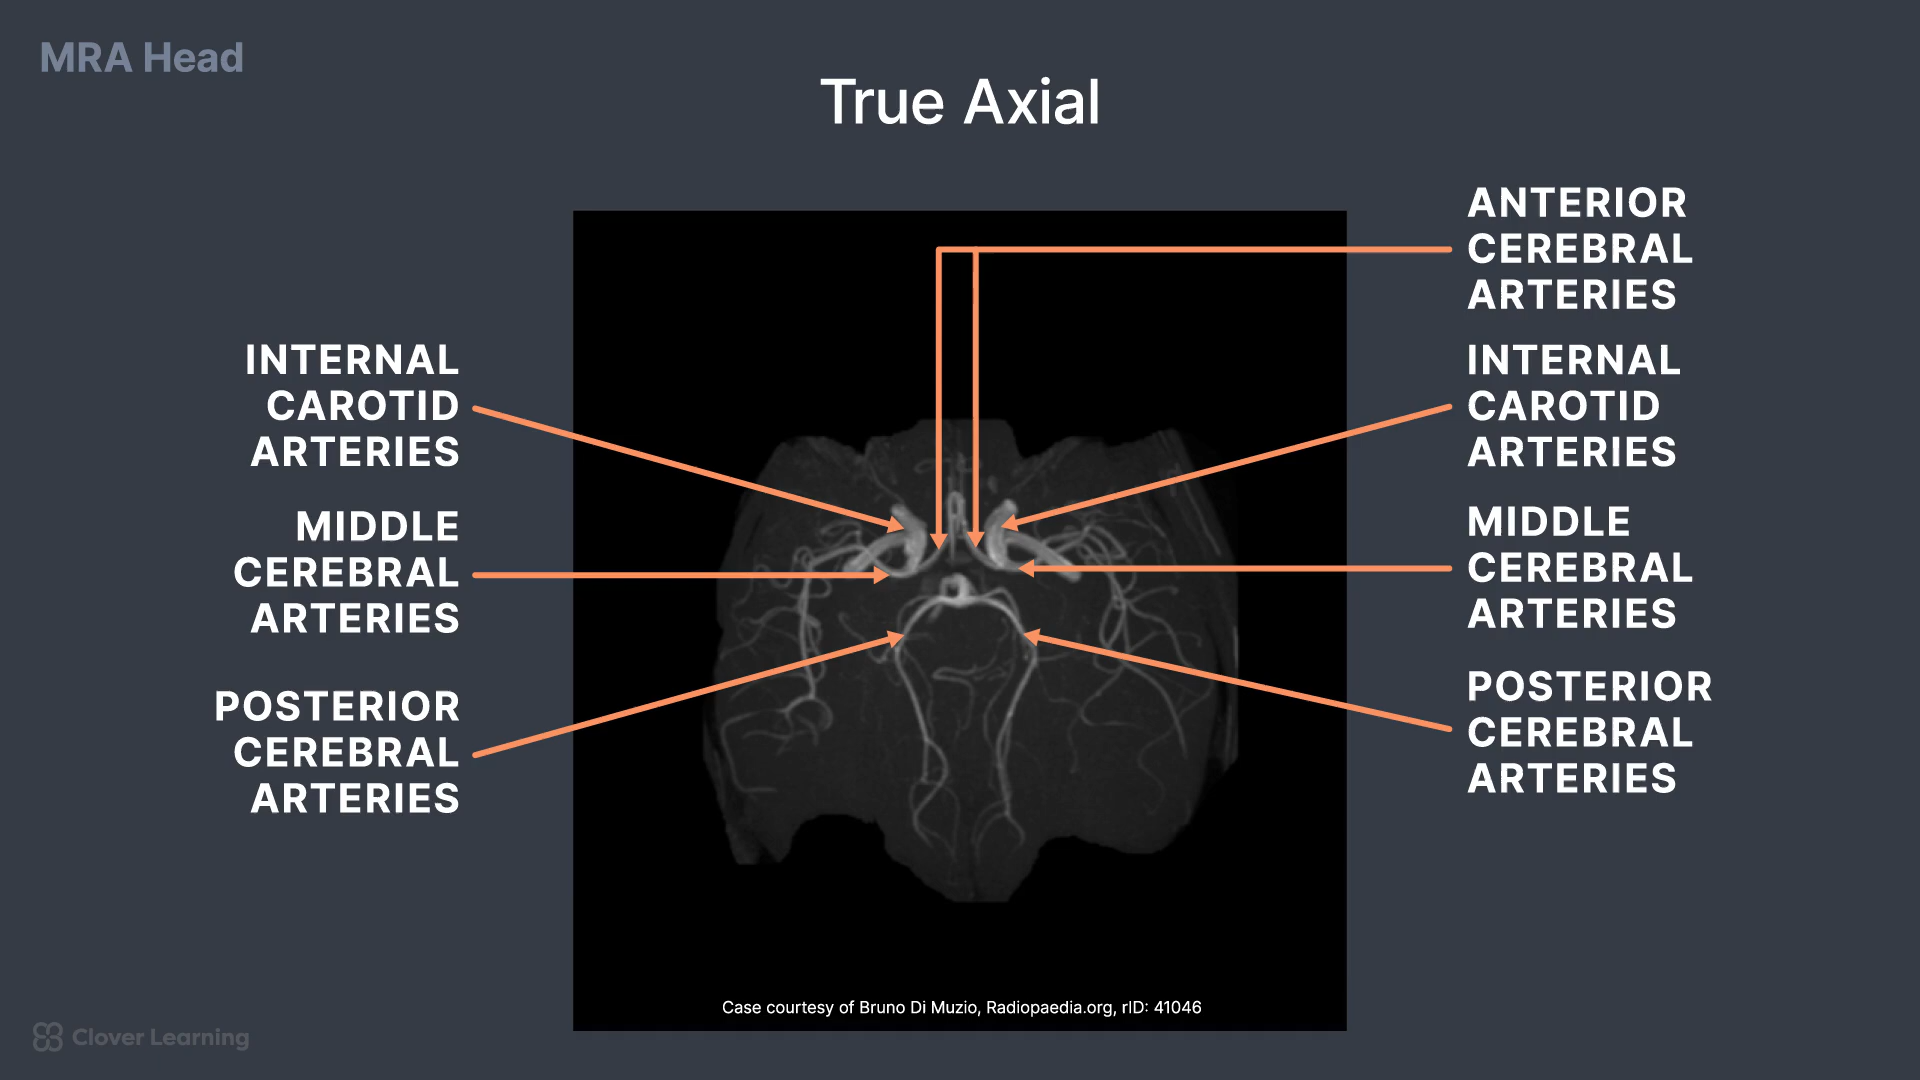 MRA Head
True Axial
INTERNAL
CAROTID
ARTERIES
MIDDLE
CEREBRAL
ARTERIES
POSTERIOR
CEREBRAL
ARTERIES
ANTERIOR
CEREBRAL
ARTERIES
INTERNAL
CAROTID
ARTERIES
MIDDLE
CEREBRAL
ARTERIES
POSTERIOR
CEREBRAL
ARTERIES
Case courtesy of Bruno Di Muzio, Radiopaedia.org, rID: 41046
Clover Learning